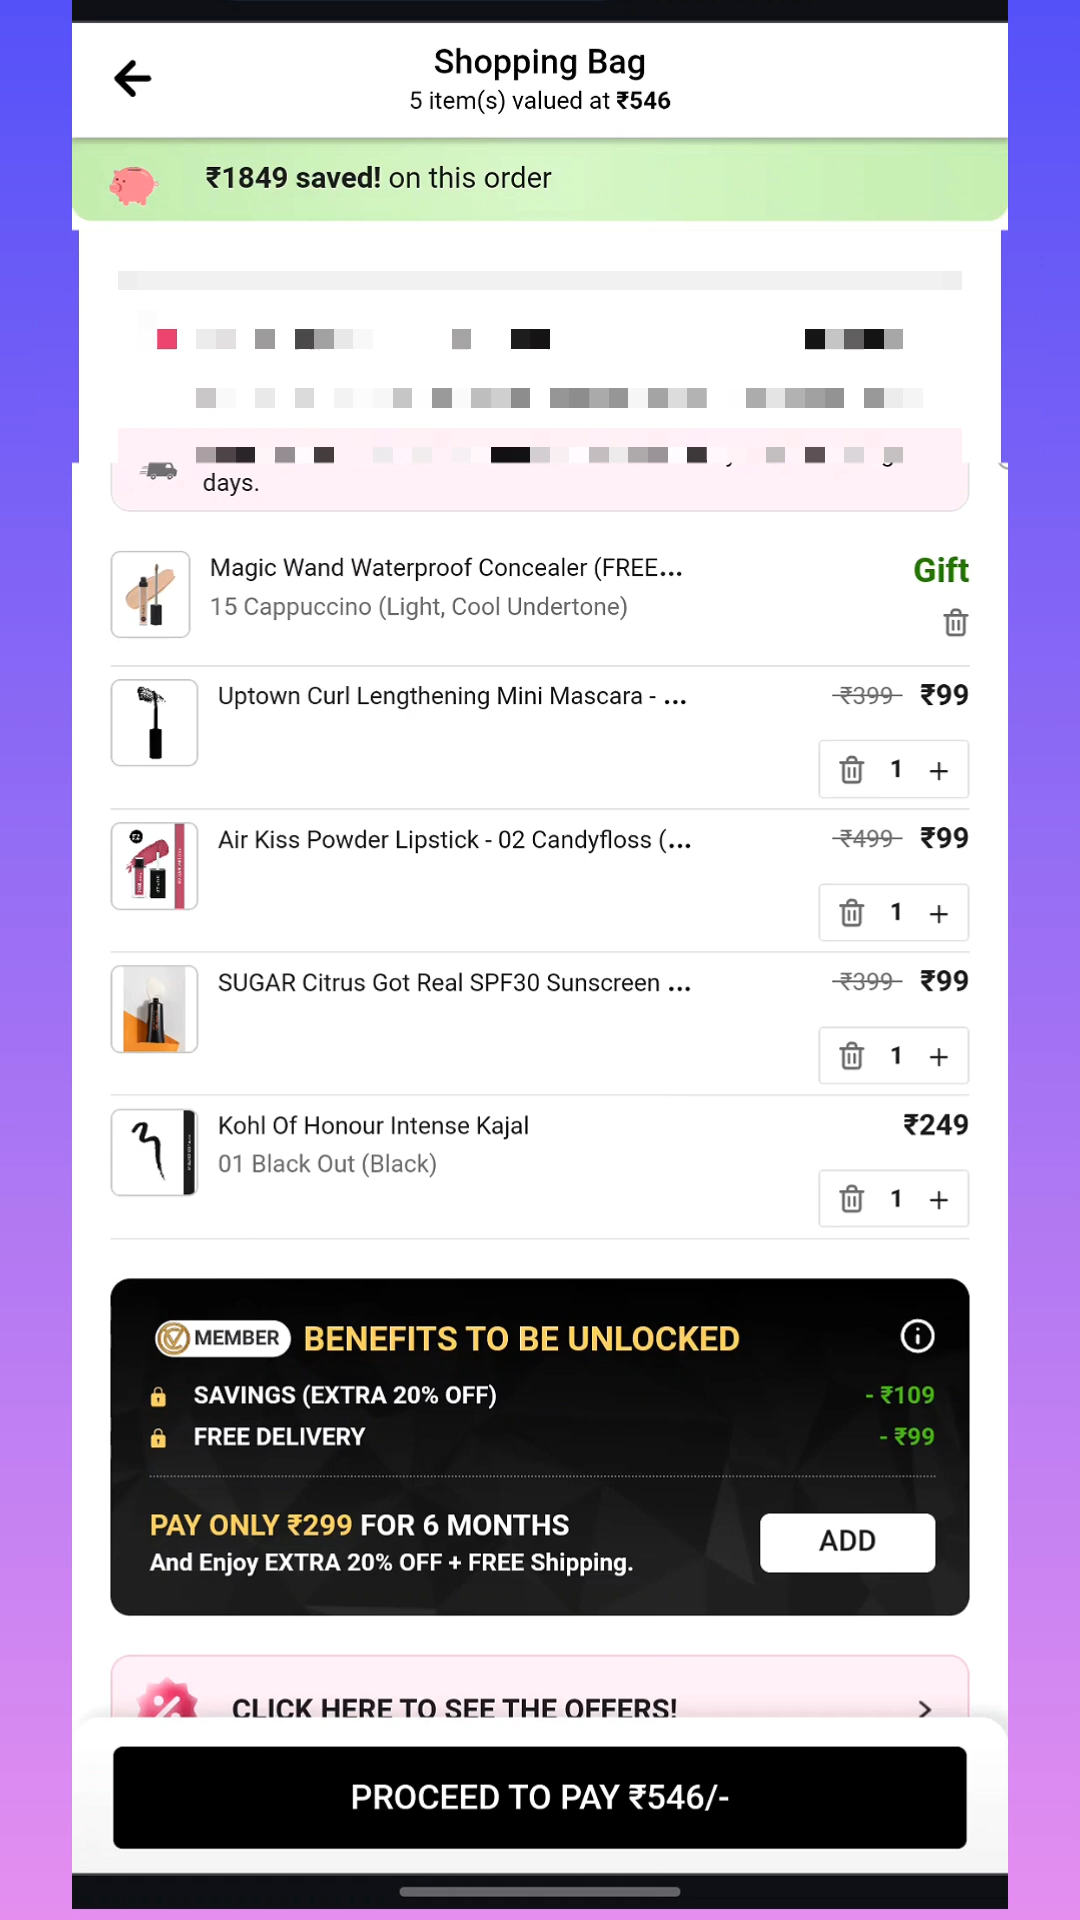 Shopping Bag
5 item(s) valued at ₹546
₹1849 saved! on this order
days.
Magic Wand Waterproof Concealer (FREE...
Gift
15 Cappuccino (Light, Cool Undertone)
Uptown Curl Lengthening Mini Mascara - ...
₹399 ₹99
1 +
Air Kiss Powder Lipstick - 02 Candyfloss (...
₹499 ₹99
1 +
SUGAR Citrus Got Real SPF30 Sunscreen ...
₹399 ₹99
1 +
Kohl Of Honour Intense Kajal
₹249
01 Black Out (Black)
1 +
MEMBER BENEFITS TO BE UNLOCKED
SAVINGS (EXTRA 20% OFF) - ₹109
FREE DELIVERY - ₹99
PAY ONLY ₹299 FOR 6 MONTHS
And Enjoy EXTRA 20% OFF + FREE Shipping.
ADD
CLICK HERE TO SEE THE OFFERS!
PROCEED TO PAY ₹546/-